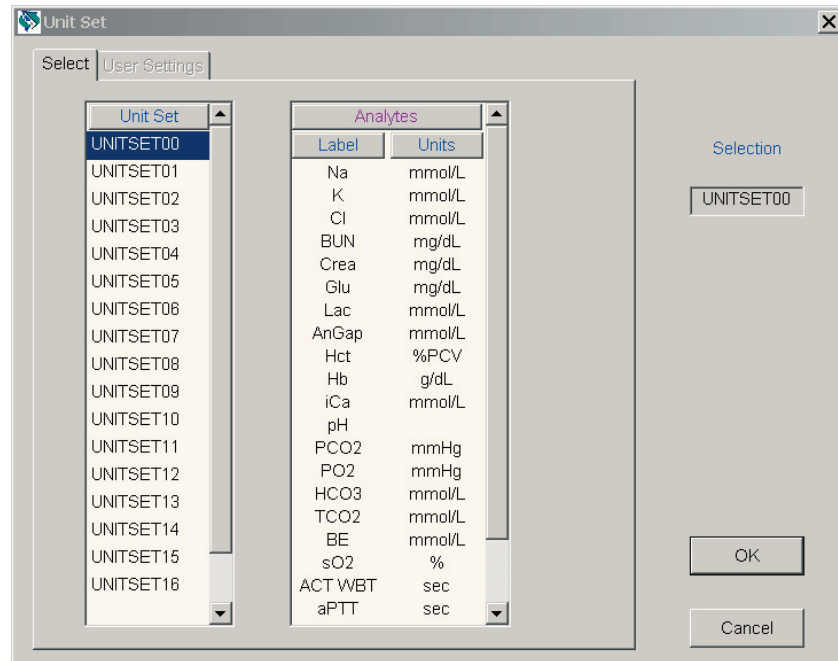 Unit Set
Select User Settings
Unit Set
UNITSET00
UNITSET01
UNITSET02
UNITSET03
UNITSET04
UNITSET05
UNITSET06
UNITSET07
UNITSET08
UNITSET09
UNITSET10
UNITSET11
UNITSET12
UNITSET13
UNITSET14
UNITSET15
UNITSET16
Analytes
Label Units
Na mmol/L
K mmol/L
Cl mmol/L
BUN mg/dL
Crea mg/dL
Glu mg/dL
Lac mmol/L
AnGap mmol/L
Hct %PCV
Hb g/dL
iCa mmol/L
pH
PCO2 mmHg
PO2 mmHg
HCO3 mmol/L
TCO2 mmol/L
BE mmol/L
sO2 %
ACT WBT sec
aPTT sec
Selection
UNITSET00
OK
Cancel